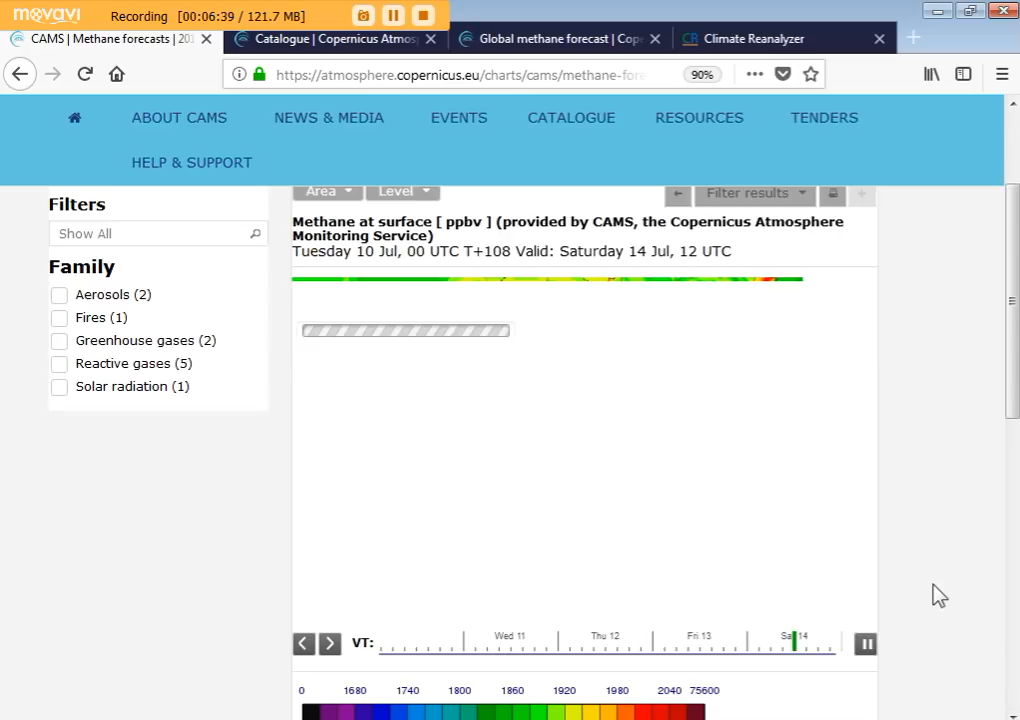 movavi Recording [00:06:39 / 121.7 MB]
CAMS | Methane forecasts | 201 Catalogue | Copernicus Atmos Global methane forecast | Cop CR Climate Reanalyzer
https://atmosphere.copernicus.eu/charts/cams/methane-fore 90%
ABOUT CAMS NEWS & MEDIA EVENTS CATALOGUE RESOURCES TENDERS
HELP & SUPPORT
Filters
Show All
Family
Aerosols (2)
Fires (1)
Greenhouse gases (2)
Reactive gases (5)
Solar radiation (1)
Area Level Filter results
Methane at surface [ ppbv ] (provided by CAMS, the Copernicus Atmosphere
Monitoring Service)
Tuesday 10 Jul, 00 UTC T+108 Valid: Saturday 14 Jul, 12 UTC
VT: Wed 11 Thu 12 Fri 13 Sat 14
0 1680 1740 1800 1860 1920 1980 2040 75600